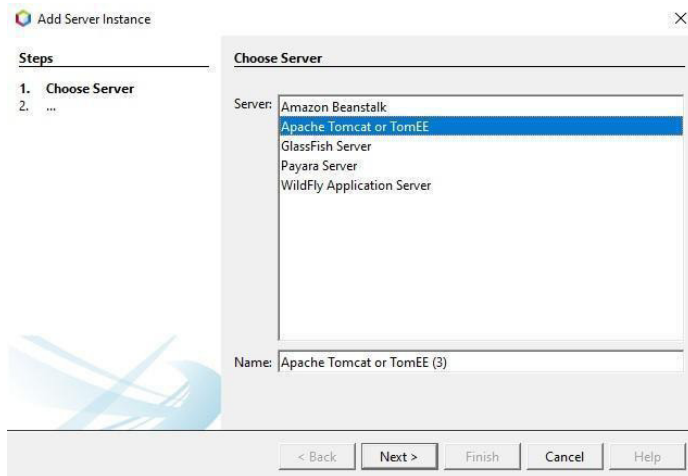 Add Server Instance
Steps
1. Choose Server
2. ...
Choose Server
Server:
Amazon Beanstalk
Apache Tomcat or TomEE
GlassFish Server
Payara Server
WildFly Application Server
Name: Apache Tomcat or TomEE (3)
< Back Next > Finish Cancel Help